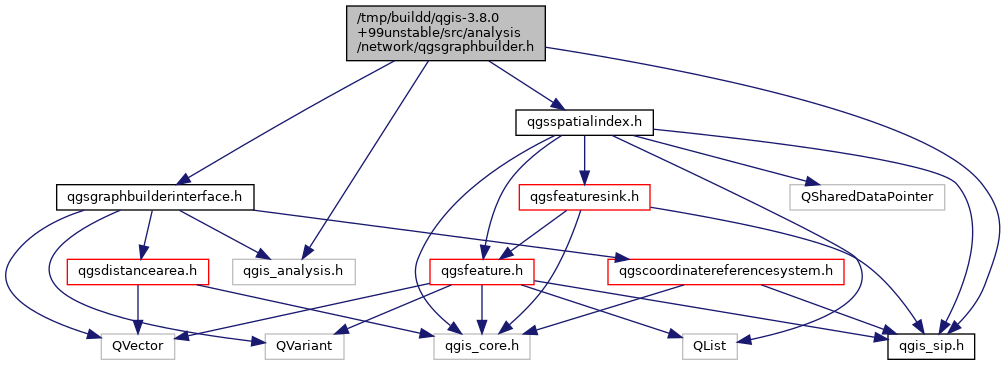 /tmp/buildd/qgis-3.8.0
+99unstable/src/analysis
/network/qgsgraphbuilder.h
qgsspatialindex.h
qgsgraphbuilderinterface.h
qgsfeaturesink.h
QSharedDataPointer
qgsdistancearea.h
qgis_analysis.h
qgsfeature.h
qgscoordinatereferencesystem.h
QVector
QVariant
qgis_core.h
QList
qgis_sip.h